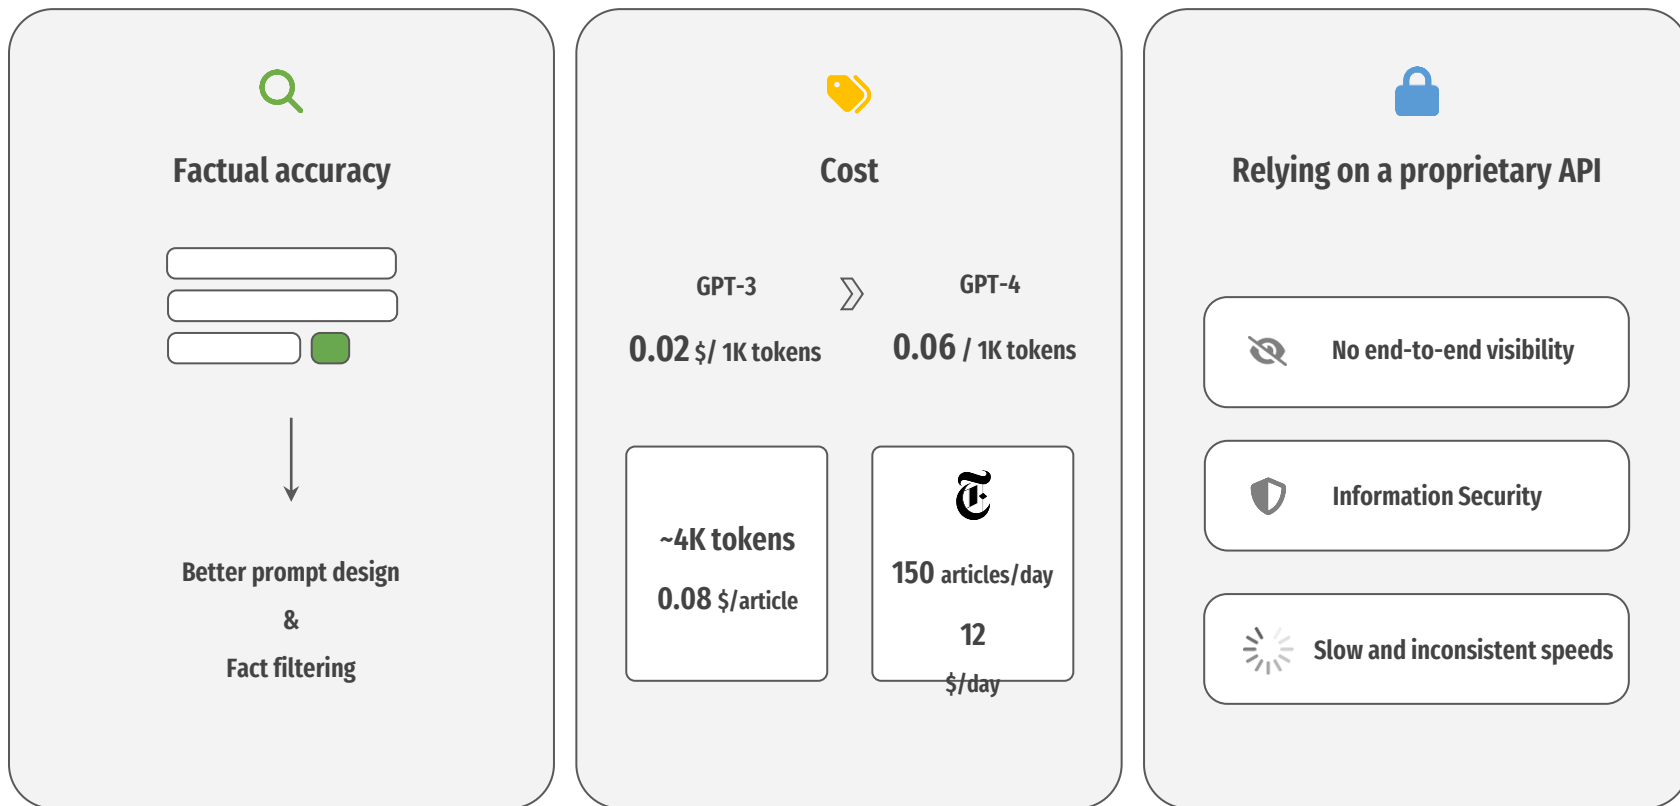 Factual accuracy
Better prompt design
&
Fact filtering
Cost
GPT-3
GPT-4
0.02 $/ 1K tokens
0.06 / 1K tokens
~4K tokens
0.08 $/article
T
150 articles/day
12
$/day
Relying on a proprietary API
No end-to-end visibility
Information Security
Slow and inconsistent speeds